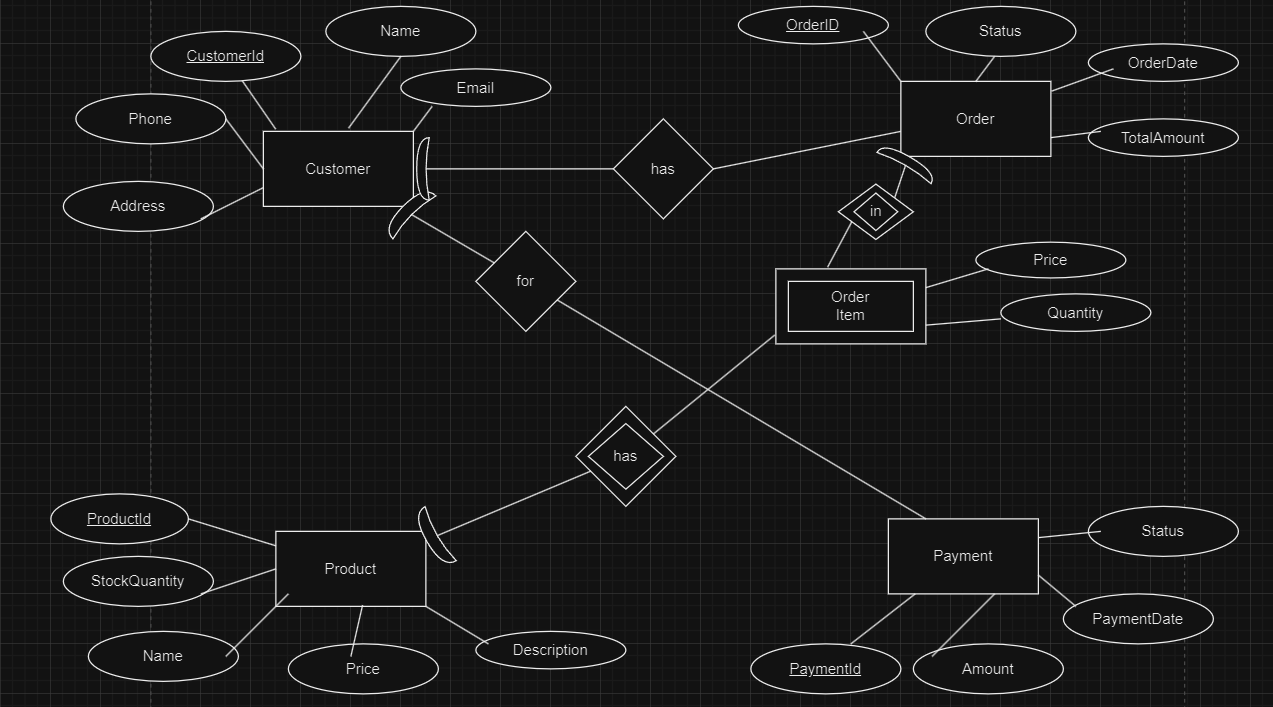 OrderID
Status
Name
CustomerId
OrderDate
Email
Phone
Order
TotalAmount
Customer
has
Address
in
Price
for
Order
Item
Quantity
has
ProductId
Status
Payment
Product
StockQuantity
PaymentDate
Name
Description
Price
PaymentId
Amount